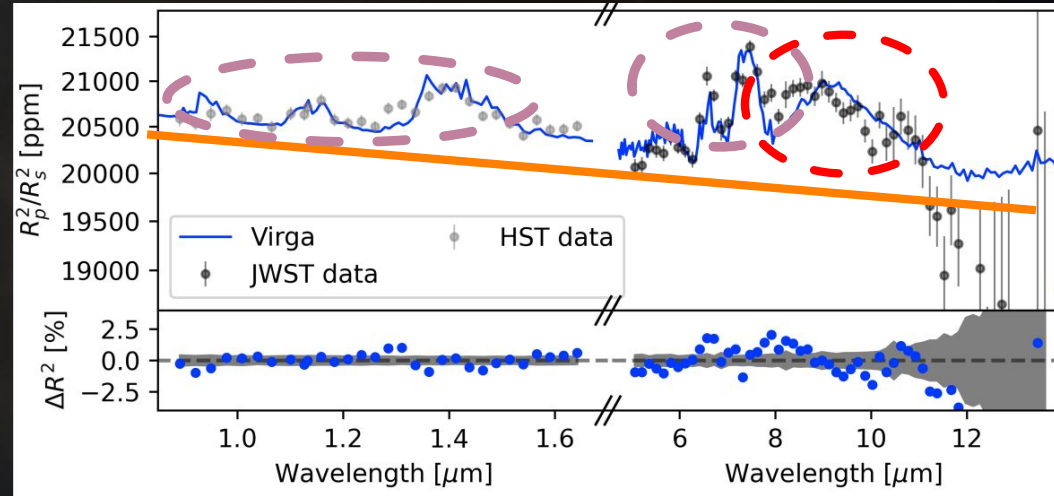 21500
21000
20500
20000
19500
19000
R_p^2/R_s^2 [ppm]
Virga
JWST data
HST data
2.5
0.0
−2.5
ΔR^2 [%]
1.0 1.2 1.4 1.6
6 8 10 12
Wavelength [μm]
Wavelength [μm]